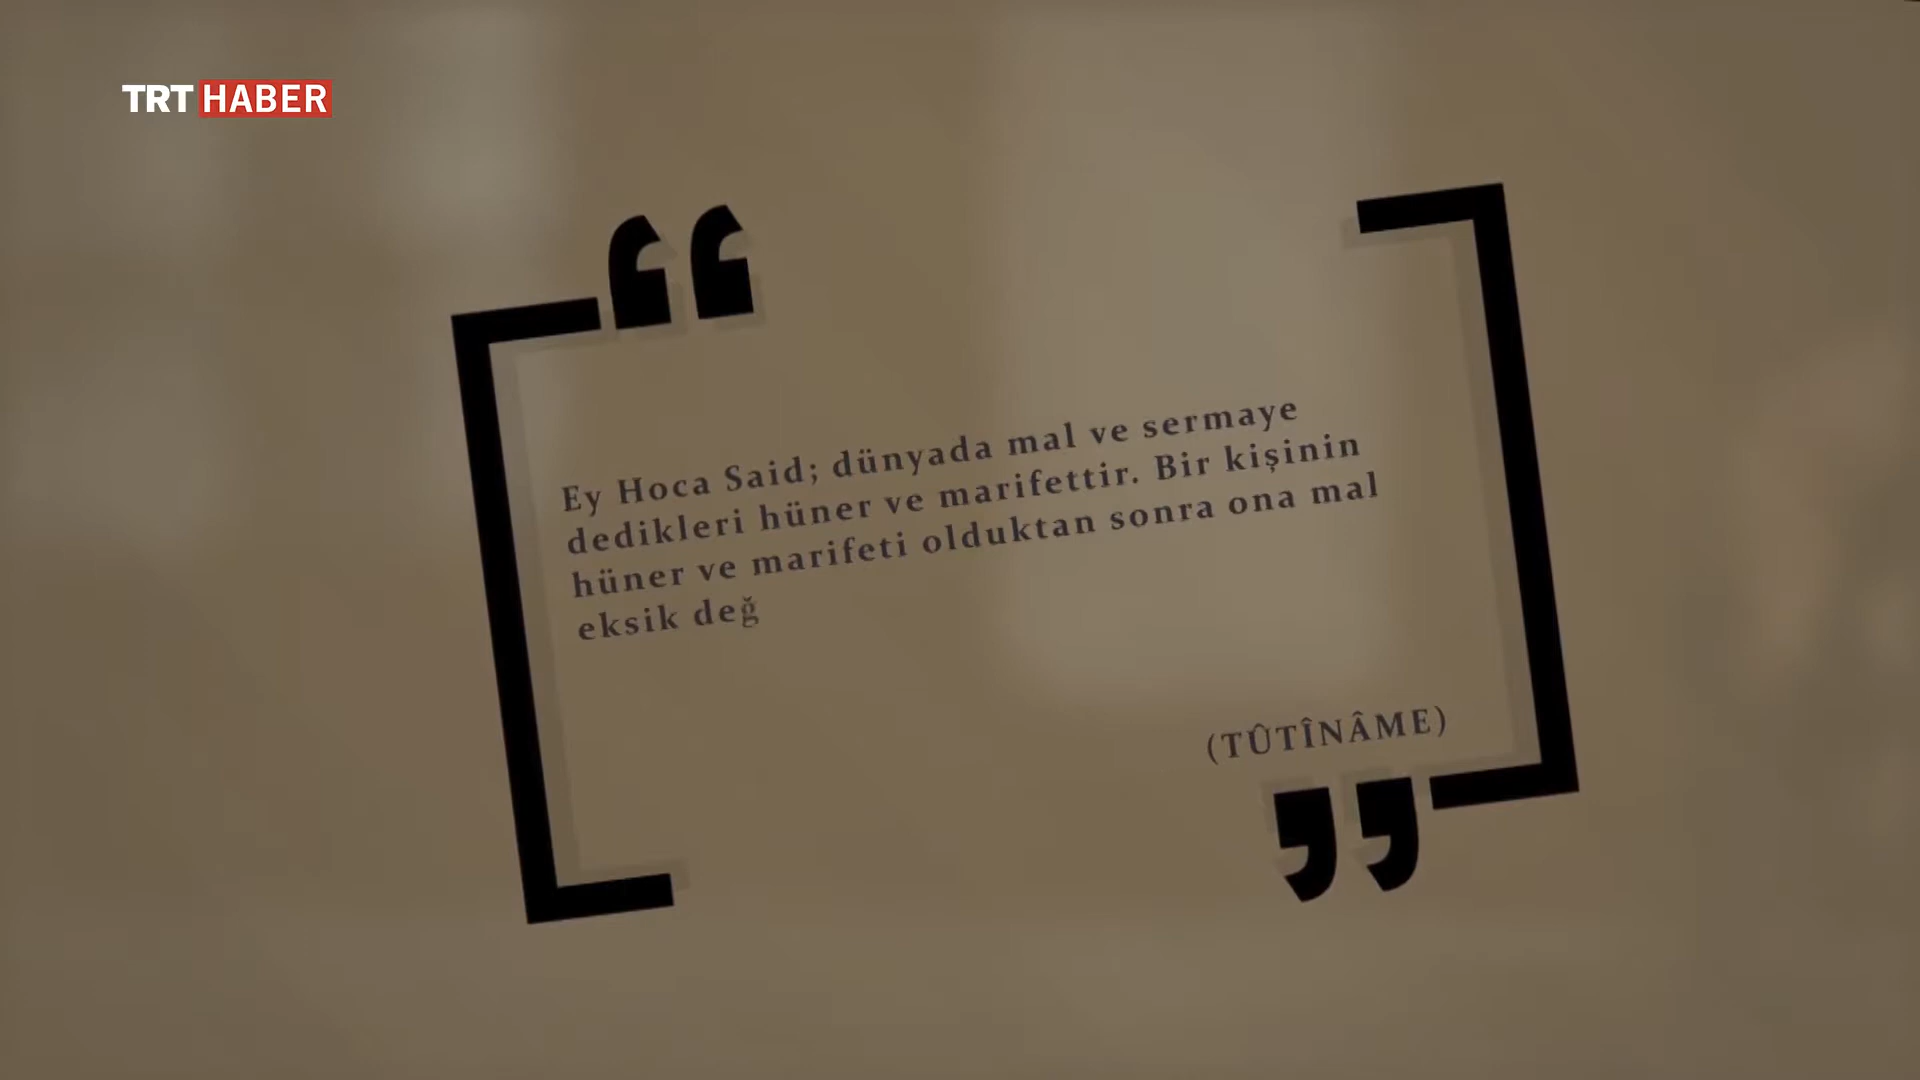 TRT HABER
Ey Hoca Said; dünyada mal ve sermaye
dedikleri hüner ve marifettir. Bir kişinin
hüner ve marifeti olduktan sonra ona mal
eksik değ
(TÛTÎNÂME)